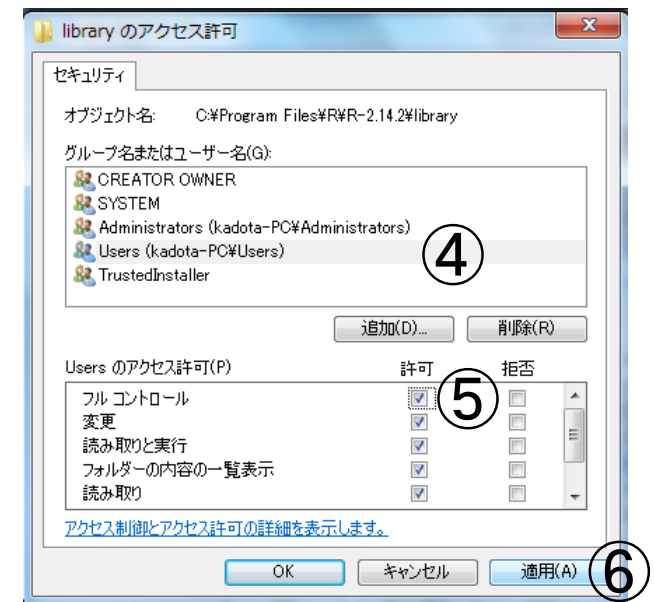 library のアクセス許可
セキュリティ
オブジェクト名: C:¥Program Files¥R¥R-2.14.2¥library
グループ名またはユーザー名(G):
CREATOR OWNER
SYSTEM
Administrators (kadota-PC¥Administrators)
Users (kadota-PC¥Users)
④
TrustedInstaller
追加(D)... 削除(R)
Users のアクセス許可(P) 許可 拒否
フル コントロール
⑤
変更
読み取りと実行
フォルダーの内容の一覧表示
読み取り
アクセス制御とアクセス許可の詳細を表示します。
OK キャンセル 適用(A)
⑥